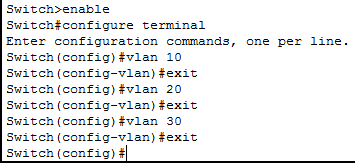 Switch>enable
Switch#configure terminal
Enter configuration commands, one per line.
Switch(config)#vlan 10
Switch(config-vlan)#exit
Switch(config)#vlan 20
Switch(config-vlan)#exit
Switch(config)#vlan 30
Switch(config-vlan)#exit
Switch(config)#